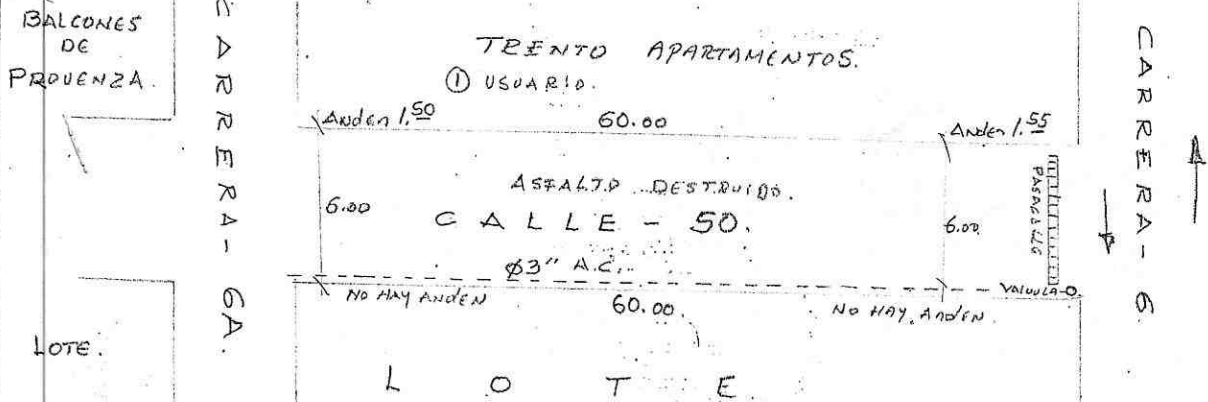 BALCONES
DE
PROVENZA.
CARRERA-6A.
TRENTO APARTAMENTOS.
① USUARIO.
CARRERA-6
Anden 1.50
60.00
Anden 1.55
6.00
ASFALTO DESTRUIDO.
CALLE-50.
6.00
Ø3" A.C.
NO HAY ANDEN
60.00.
NO HAY ANDEN.
VALVULA
LOTE.
LOTE